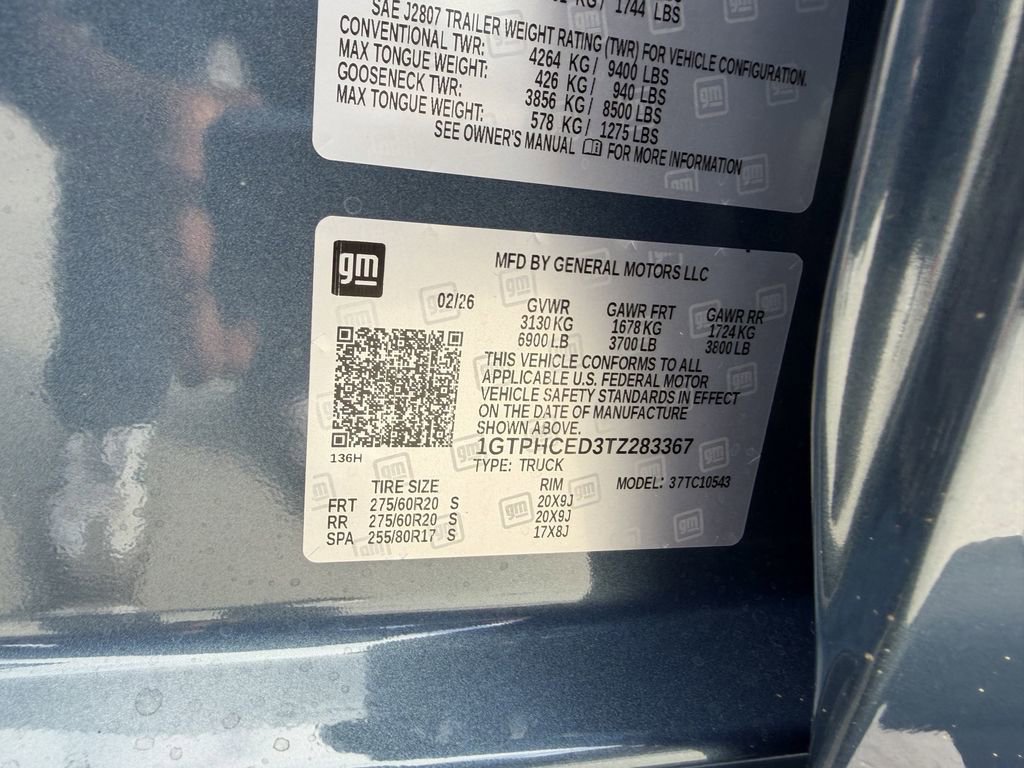 KG/ 1744 LBS
SAE J2807 TRAILER WEIGHT RATING (TWR) FOR VEHICLE CONFIGURATION.
CONVENTIONAL TWR: 4264 KG/ 9400 LBS
MAX TONGUE WEIGHT: 426 KG/ 940 LBS
GOOSENECK TWR: 3856 KG/ 8500 LBS
MAX TONGUE WEIGHT: 578 KG/ 1275 LBS
SEE OWNER'S MANUAL FOR MORE INFORMATION
gm
MFD BY GENERAL MOTORS LLC
02/26 GVWR GAWR FRT GAWR RR
3130 KG 1678 KG 1724 KG
6900 LB 3700 LB 3800 LB
THIS VEHICLE CONFORMS TO ALL
APPLICABLE U.S. FEDERAL MOTOR
VEHICLE SAFETY STANDARDS IN EFFECT
ON THE DATE OF MANUFACTURE
SHOWN ABOVE.
1GTPHCED3TZ283367
136H
TYPE: TRUCK
TIRE SIZE RIM MODEL: 37TC10543
FRT 275/60R20 S 20X9J
RR 275/60R20 S 20X9J
SPA 255/80R17 S 17X8J